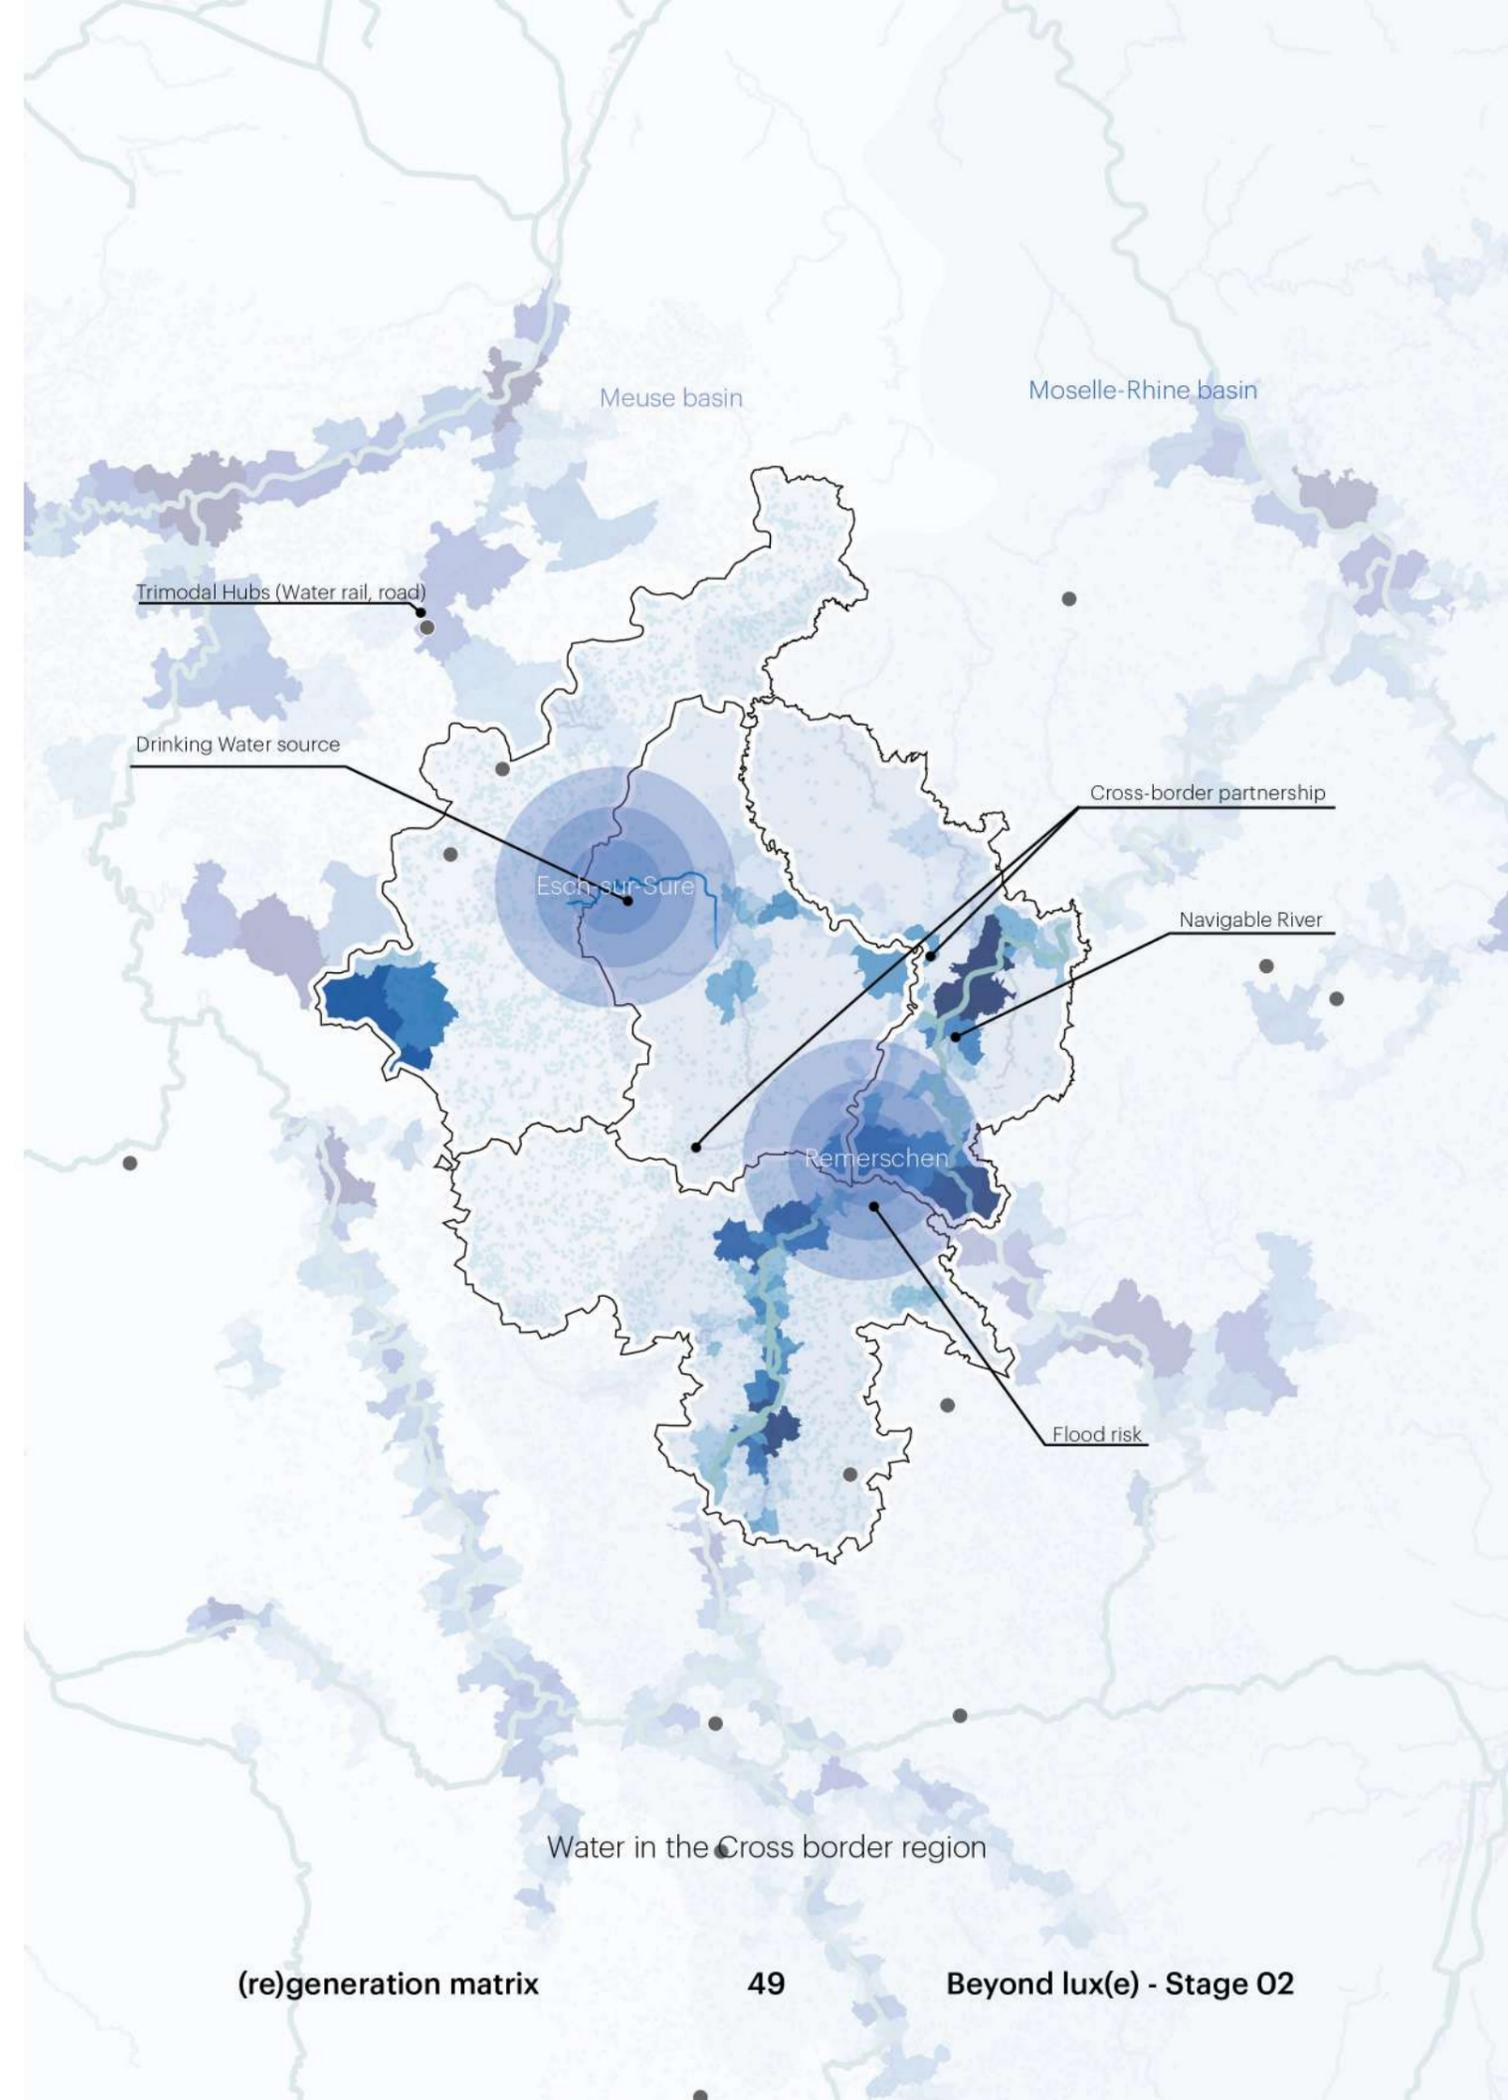 Meuse basin
Moselle-Rhine basin
Trimodal Hubs (Water rail, road)
Drinking Water source
Cross-border partnership
Esch-sur-Sure
Navigable River
Remerschen
Flood risk
Water in the Cross border region
(re)generation matrix
49
Beyond lux(e) - Stage 02